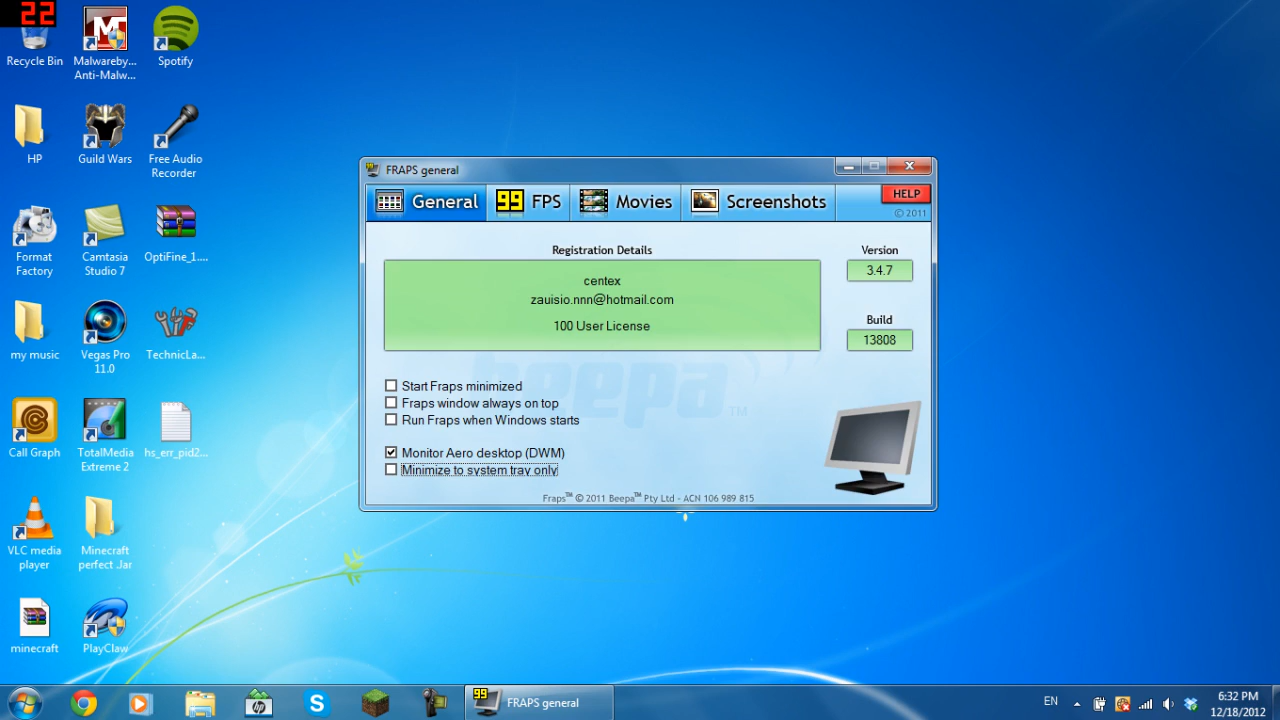 22
Recycle Bin
Malwareby...
Anti-Malw...
Spotify
HP
Guild Wars
Free Audio
Recorder
Format
Factory
Camtasia
Studio 7
OptiFine_1....
my music
Vegas Pro
11.0
TechnicLa...
Call Graph
TotalMedia
Extreme 2
hs_err_pid2...
VLC media
player
Minecraft
perfect Jar
minecraft
PlayClaw
99
FRAPS general
General
99
FPS
Movies
Screenshots
HELP
© 2011
Registration Details
centex
zauisio.nnn@hotmail.com
100 User License
Version
3.4.7
Build
13808
beepa™
Start Fraps minimized
Fraps window always on top
Run Fraps when Windows starts
Monitor Aero desktop (DWM)
Minimize to system tray only
Fraps™ © 2011 Beepa™ Pty Ltd - ACN 106 989 815
hp
99
FRAPS general
EN
6:32 PM
12/18/2012